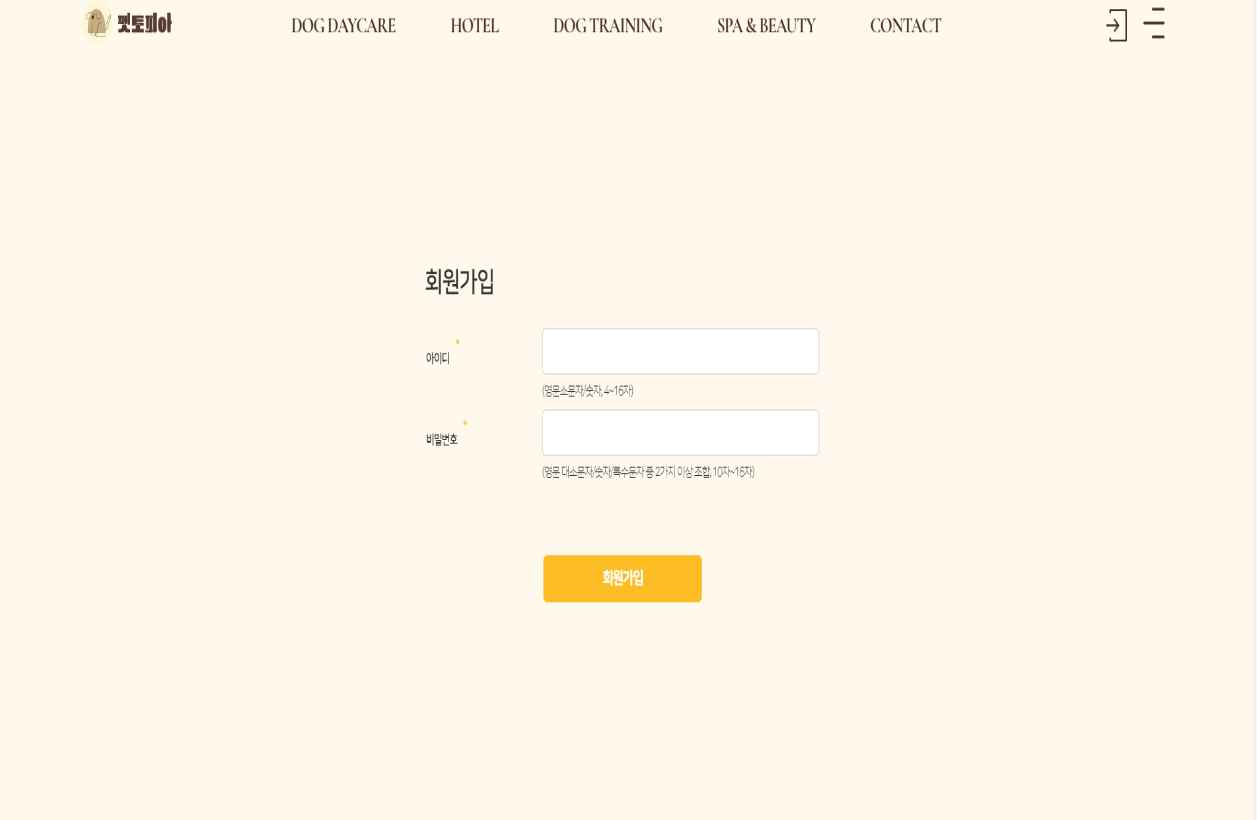 펫토피아 DOG DAYCARE HOTEL DOG TRAINING SPA & BEAUTY CONTACT
회원가입
아이디 *
(영문소문자/숫자, 4~16자)
비밀번호 *
(영문 대소문자/숫자/특수문자 중 2가지 이상 조합, 10자~16자)
회원가입